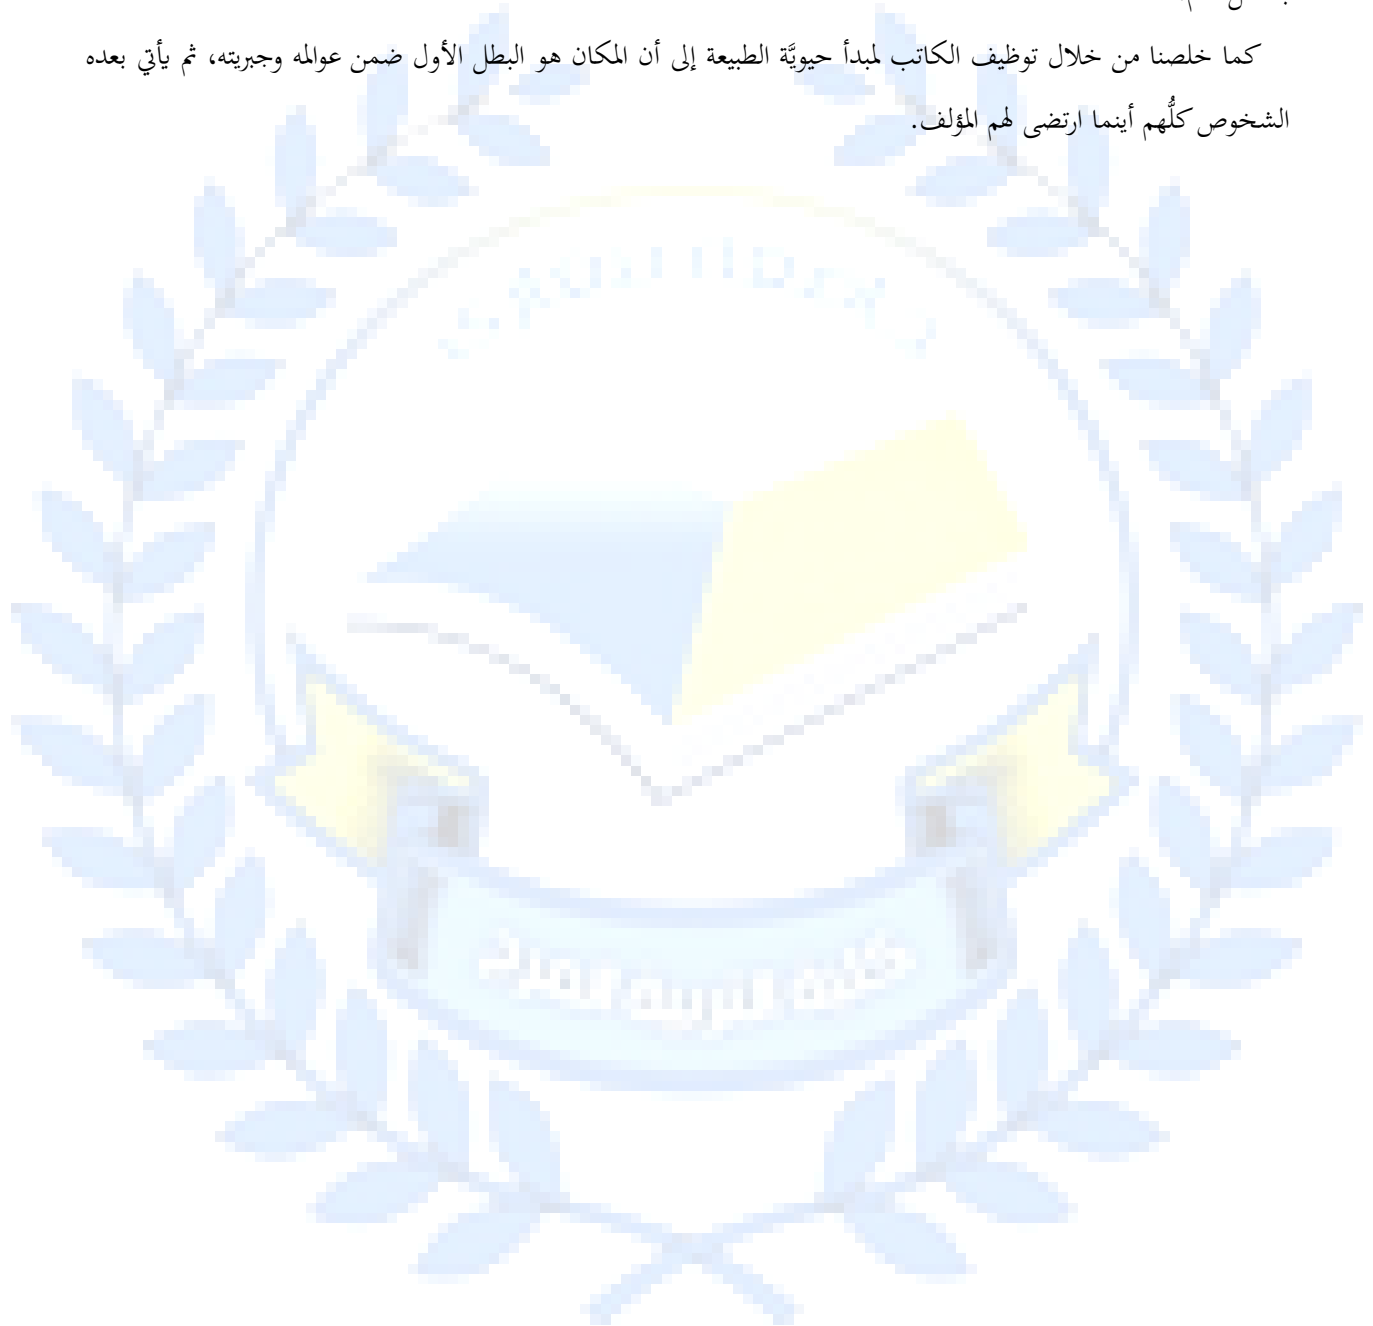 كما خلصنا من خلال توظيف الكاتب لمبدأ حيويَّة الطبيعة إلى أن المكان هو البطل الأول ضمن عوالمه وجبريته، ثم يأتي بعده
الشخوص كلُّهم أينما ارتضى لهم المؤلف.